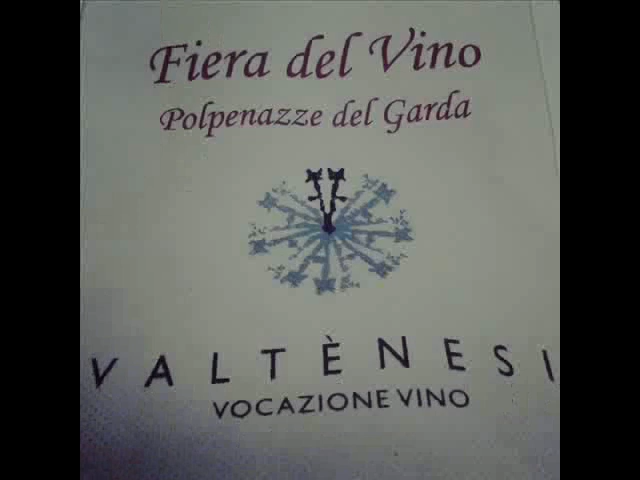 Fiera del Vino
Polpenazze del Garda
VALTÈNESI
VOCAZIONE VINO